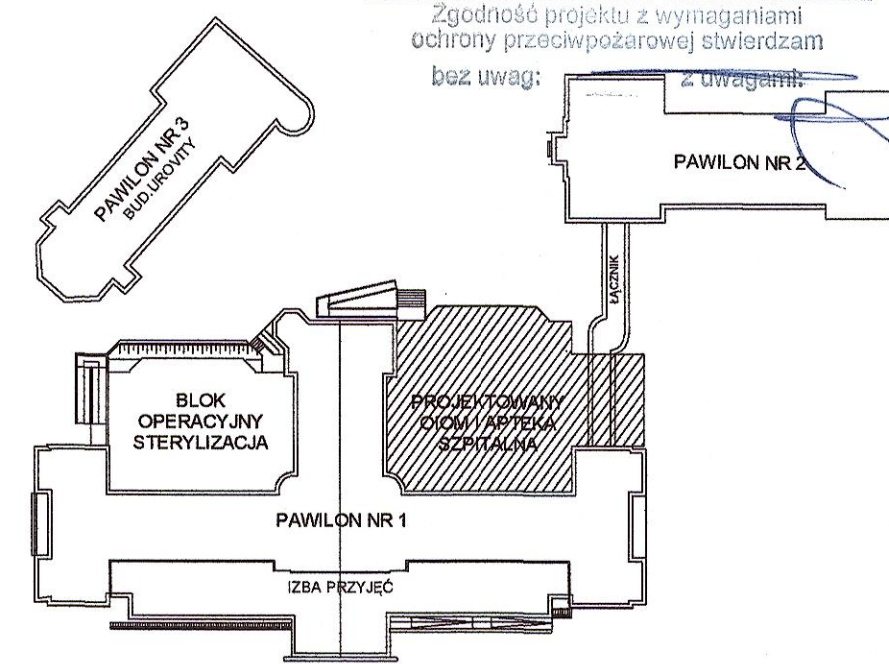 Zgodność projektu z wymaganiami
ochrony przeciwpożarowej stwierdzam
bez uwag: z uwagami:
PAWILON NR 3
BUD.UROVITY
PAWILON NR 2
ŁĄCZNIK
BLOK
OPERACYJNY
STERYLIZACJA
PROJEKTOWANY
OIOM I APTEKA
SZPITALNA
PAWILON NR 1
IZBA PRZYJĘĆ